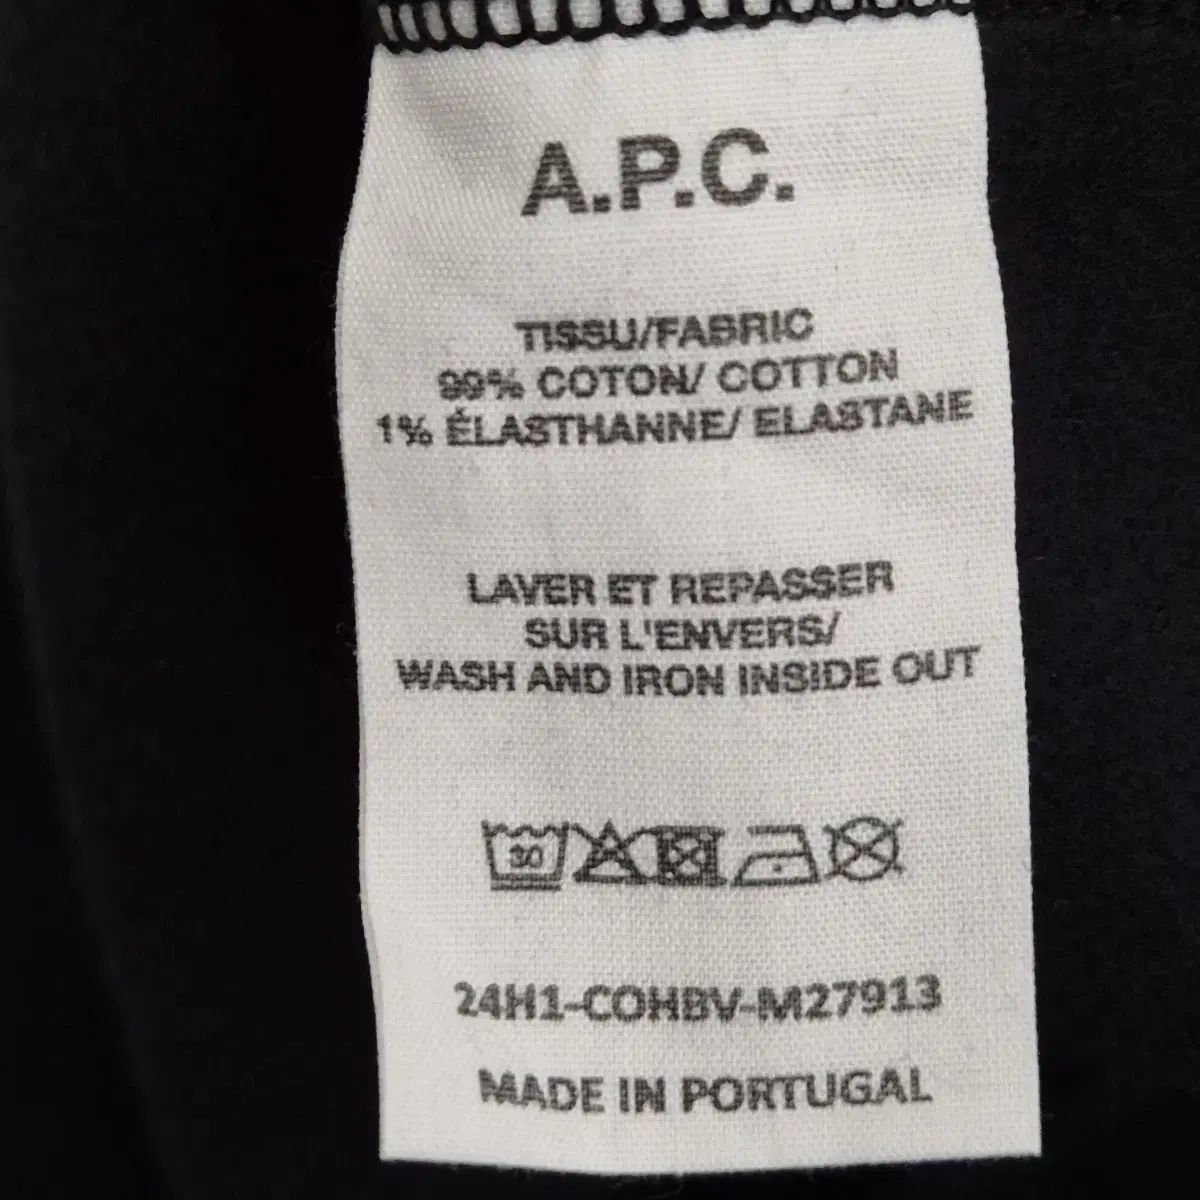 A.P.C.
TISSU/FABRIC
99% COTON/ COTTON
1% ÉLASTHANNE/ ELASTANE
LAVER ET REPASSER
SUR L'ENVERS/
WASH AND IRON INSIDE OUT
30
24H1-COHBV-M27913
MADE IN PORTUGAL